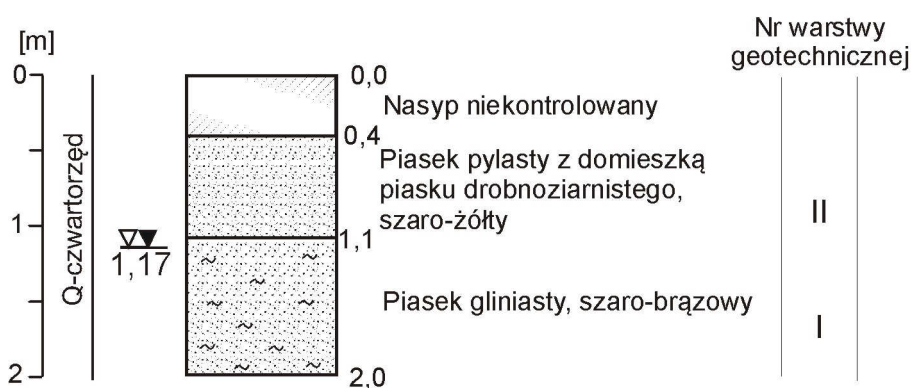 [m]
Nr warstwy
geotechnicznej
0
0,0
Nasyp niekontrolowany
0,4
Q-czwartorzęd
Piasek pylasty z domieszką
piasku drobnoziarnistego,
szaro-żółty
II
1
1,1
1,17
Piasek gliniasty, szaro-brązowy
I
2
2,0